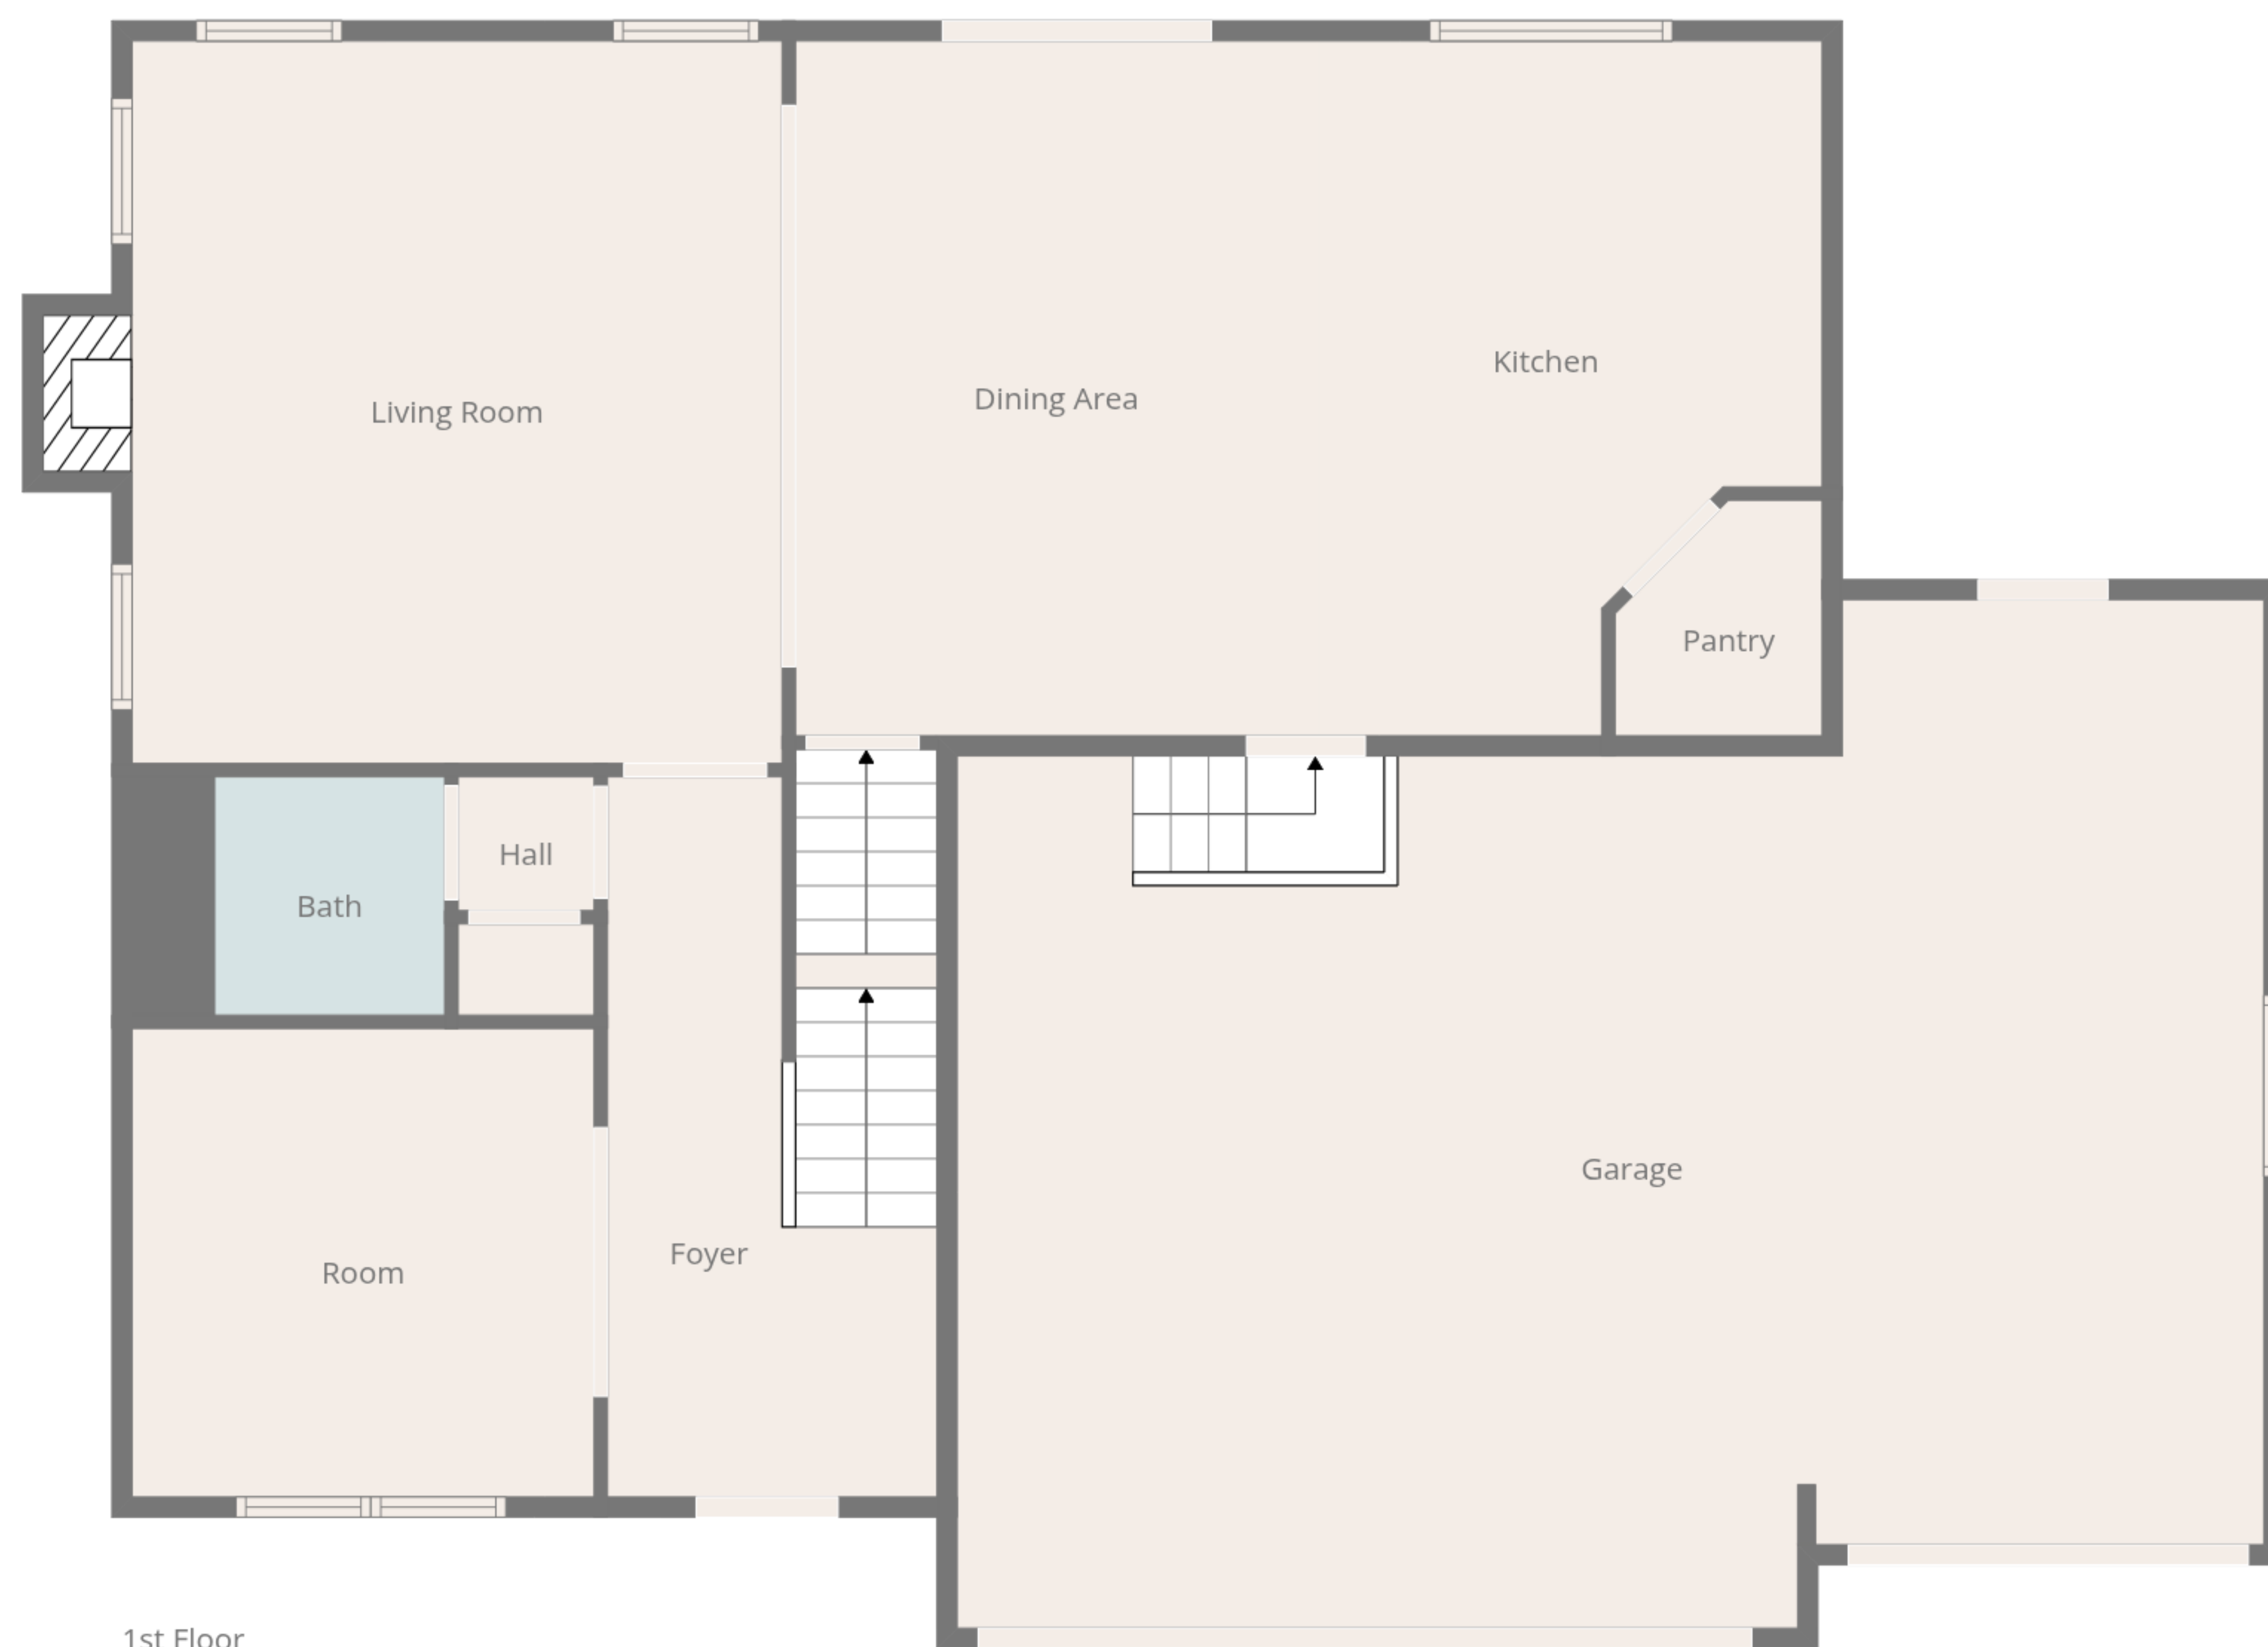 Kitchen
Dining Area
Living Room
Pantry
Hall
Bath
Garage
Foyer
Room
1st Floor